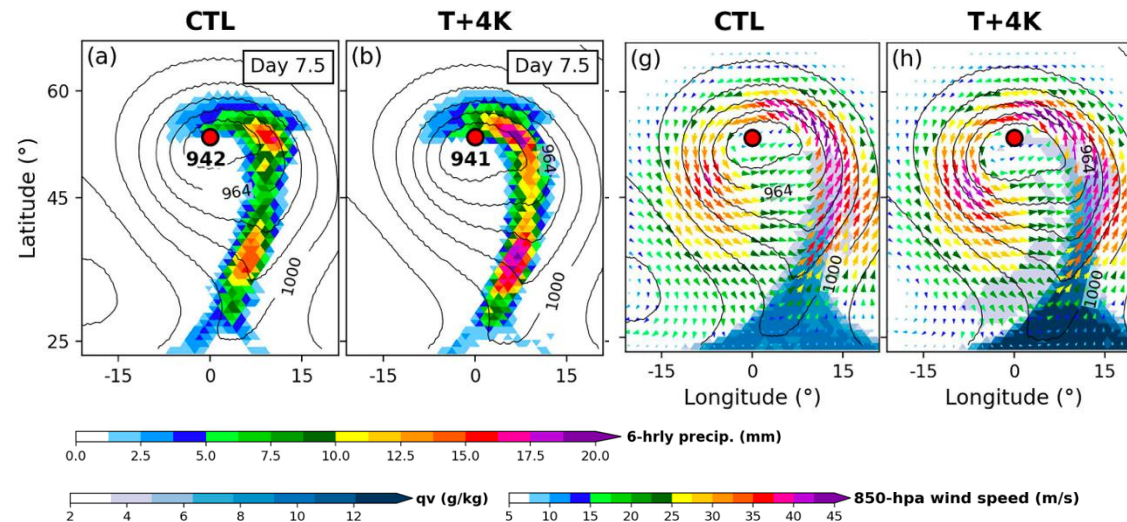 CTL T+4K CTL T+4K
(a) Day 7.5 (b) Day 7.5 (g) (h)
60
942 941
964 964 964 964
45
1000 1000 1000 1000
25
Latitude (°)
-15 0 15 -15 0 15 -15 0 15 -15 0 15
Longitude (°) Longitude (°)
0.0 2.5 5.0 7.5 10.0 12.5 15.0 17.5 20.0 6-hrly precip. (mm)
2 4 6 8 10 12 qv (g/kg) 5 10 15 20 25 30 35 40 45 850-hpa wind speed (m/s)